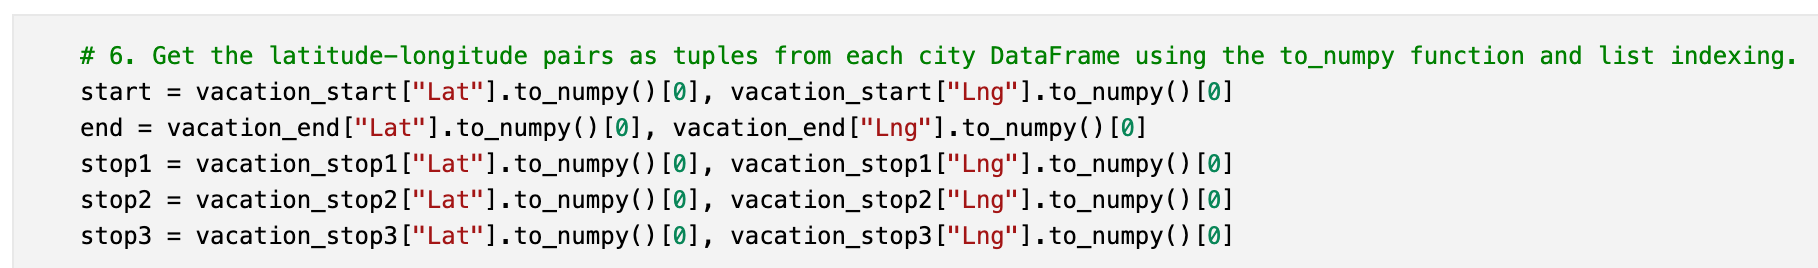 # 6. Get the latitude-longitude pairs as tuples from each city DataFrame using the to_numpy function and list indexing.
start = vacation_start["Lat"].to_numpy()[0], vacation_start["Lng"].to_numpy()[0]
end = vacation_end["Lat"].to_numpy()[0], vacation_end["Lng"].to_numpy()[0]
stop1 = vacation_stop1["Lat"].to_numpy()[0], vacation_stop1["Lng"].to_numpy()[0]
stop2 = vacation_stop2["Lat"].to_numpy()[0], vacation_stop2["Lng"].to_numpy()[0]
stop3 = vacation_stop3["Lat"].to_numpy()[0], vacation_stop3["Lng"].to_numpy()[0]